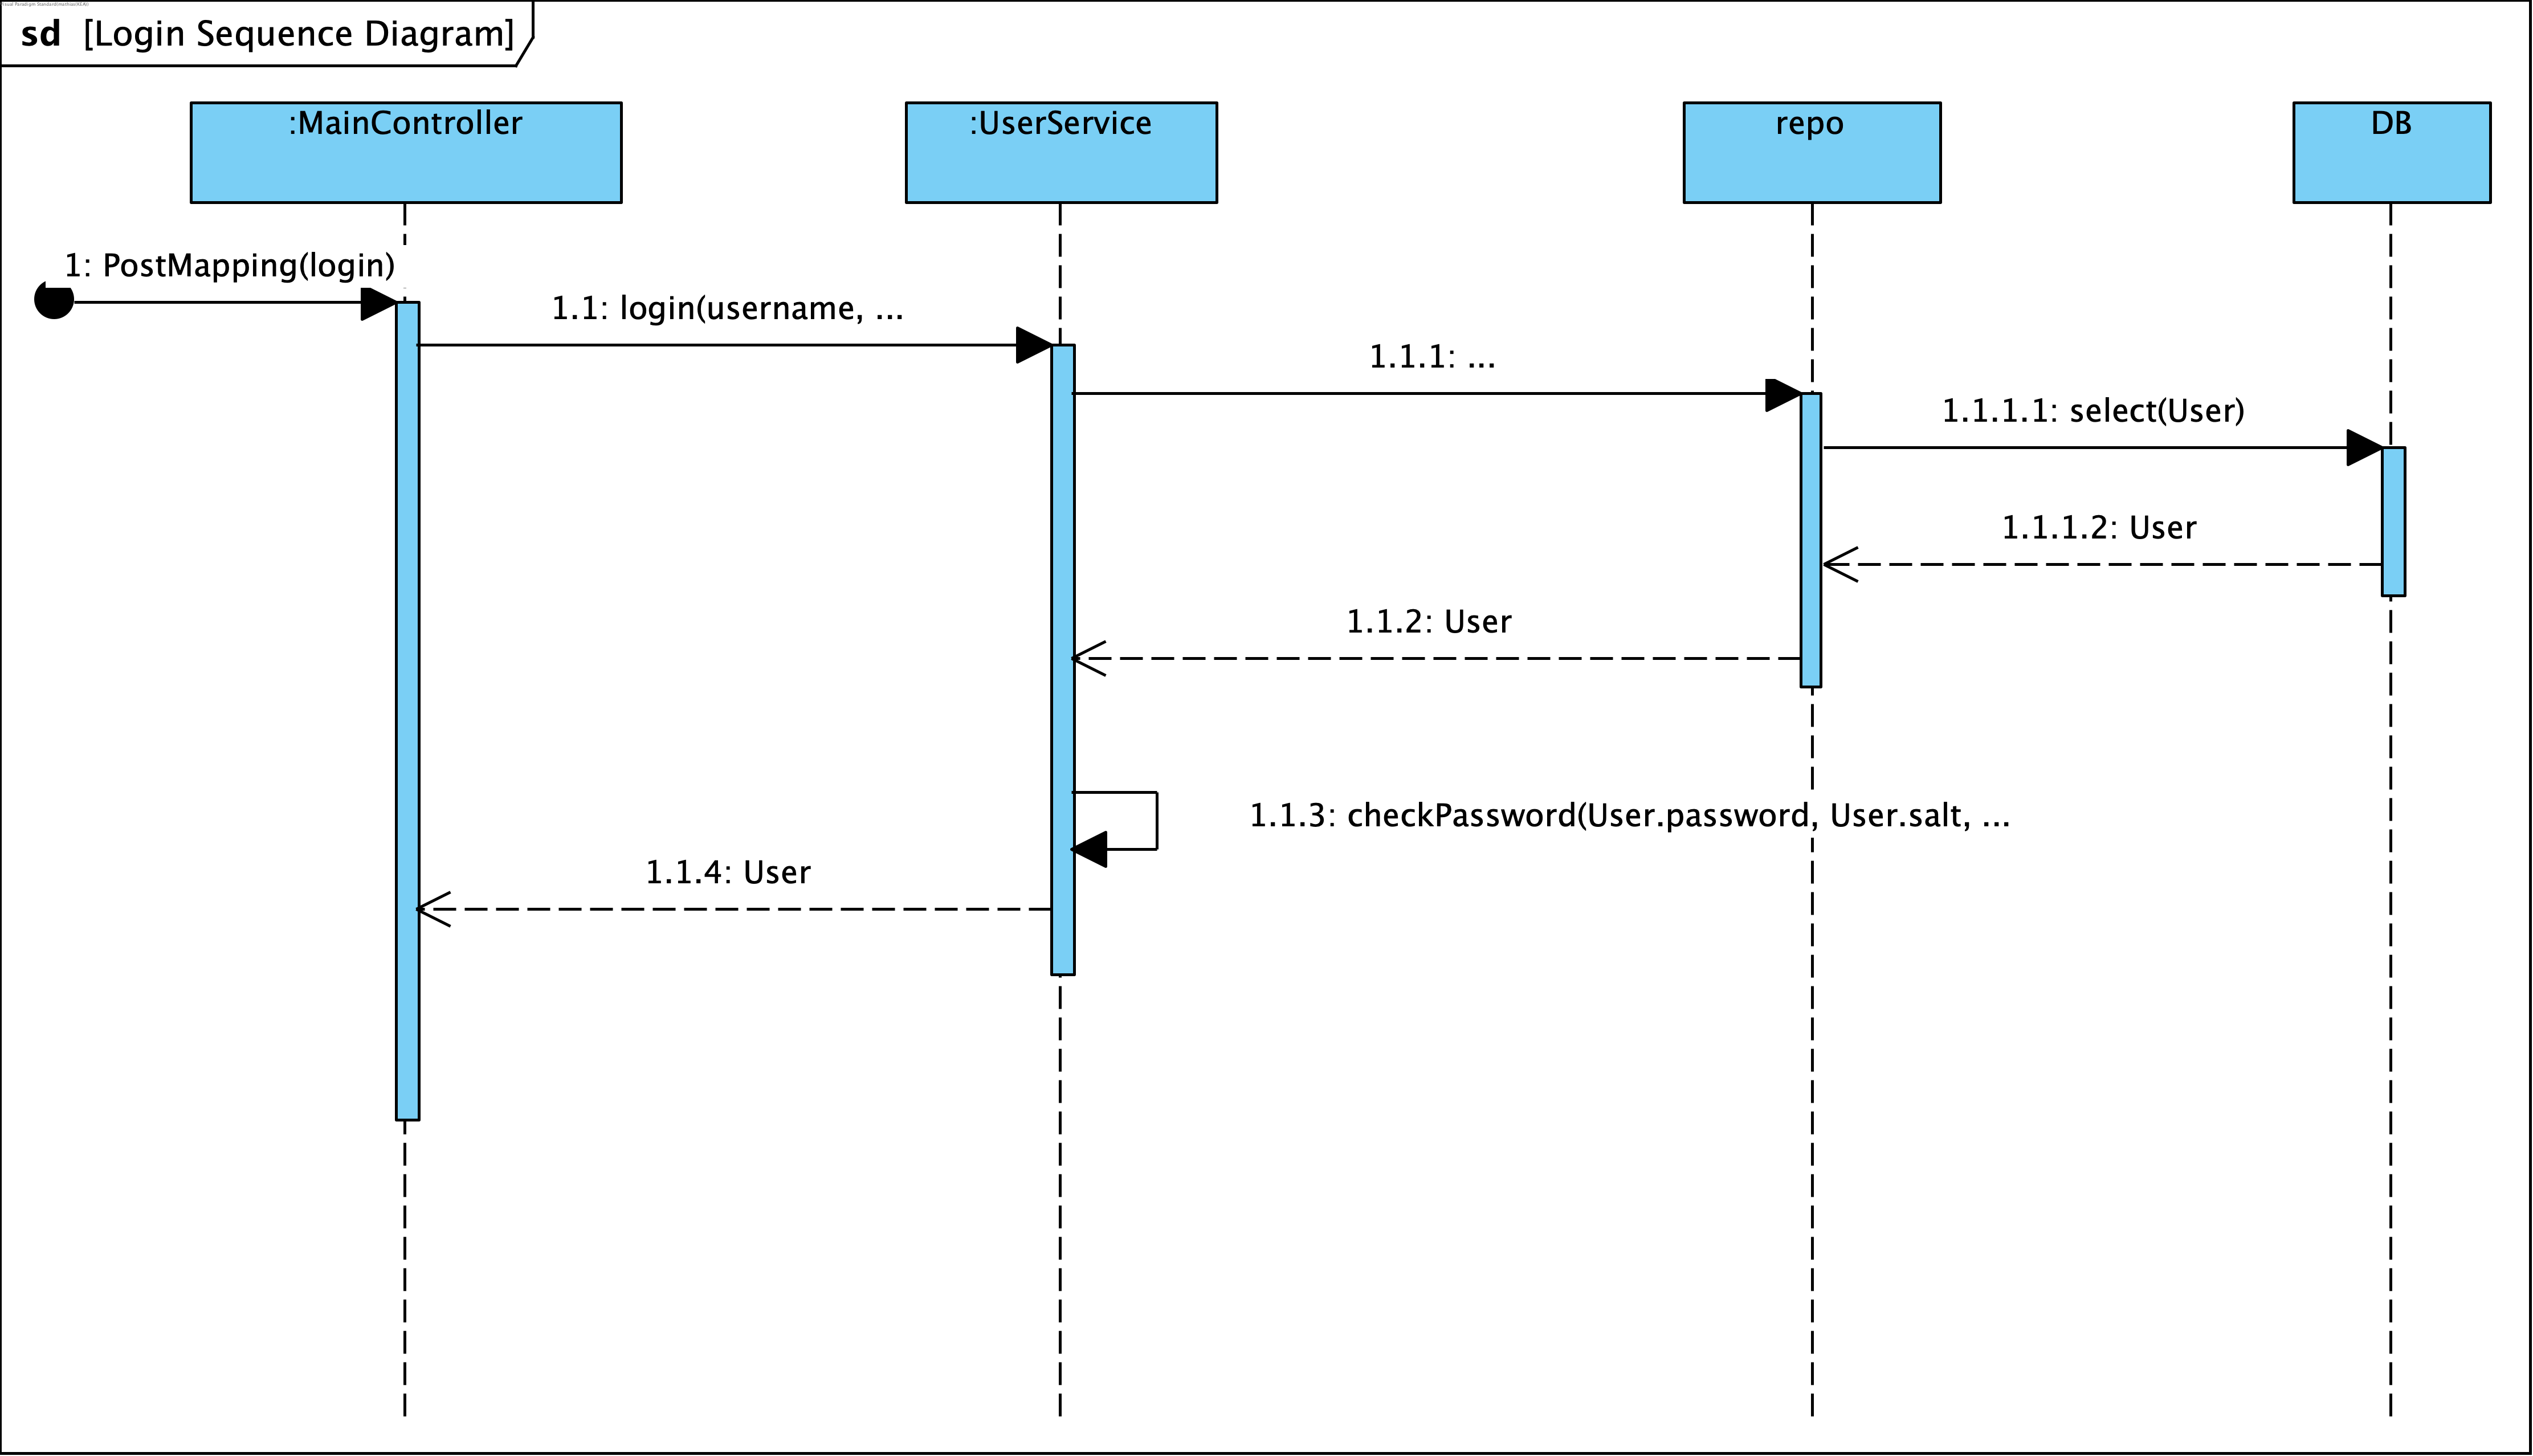 sd [Login Sequence Diagram]
:MainController
:UserService
repo
DB
1: PostMapping(login)
1.1: login(username, ...
1.1.1: ...
1.1.1.1: select(User)
1.1.1.2: User
1.1.2: User
1.1.3: checkPassword(User.password, User.salt, ...
1.1.4: User